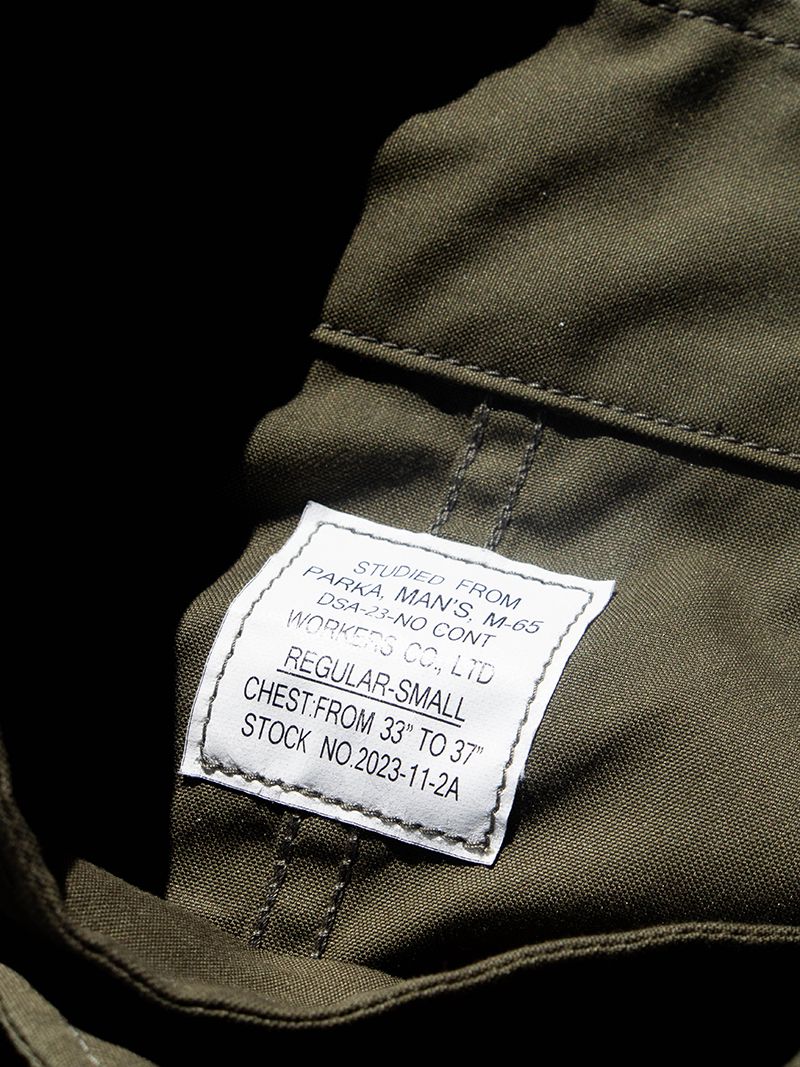 STUDIED FROM
PARKA, MAN'S, M-65
DSA-23-NO CONT
WORKERS CO., LTD
REGULAR-SMALL
CHEST:FROM 33" TO 37"
STOCK NO.2023-11-2A